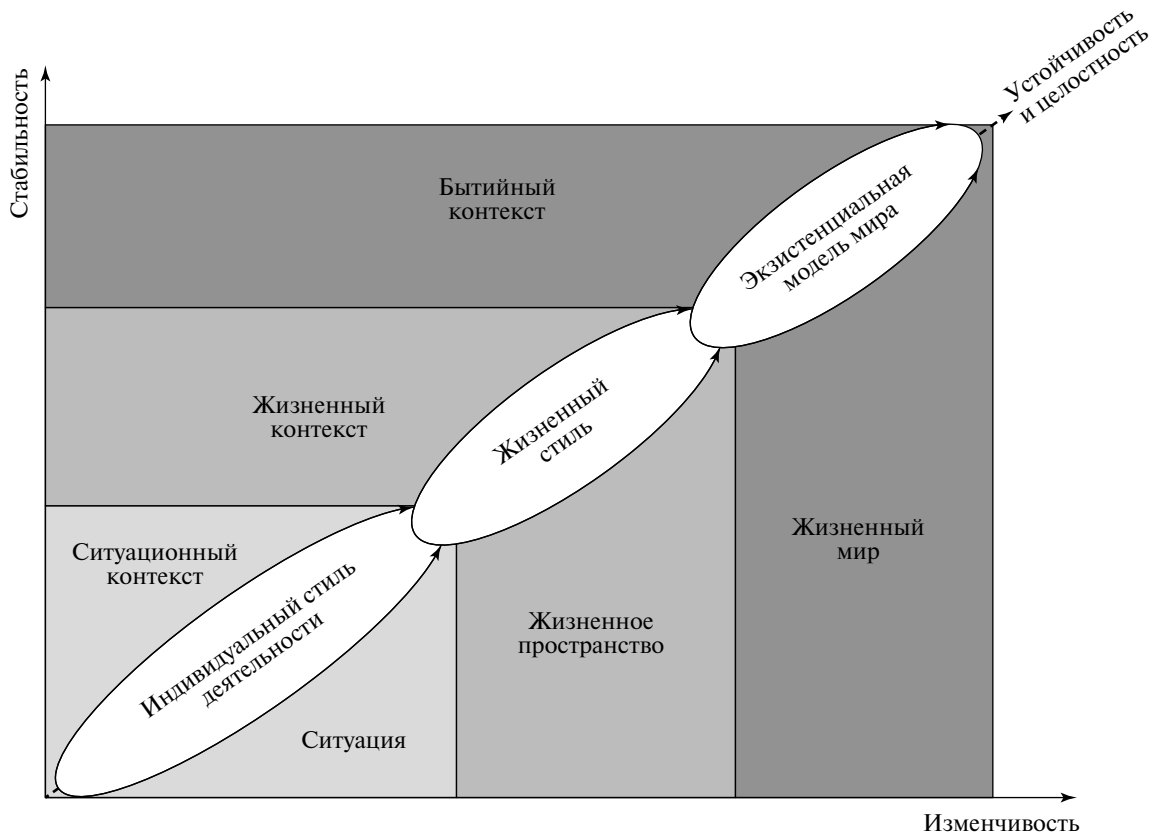 Устойчивость
и целостность
Стабильность
Бытийный
контекст
Экзистенциальная
модель мира
Жизненный
контекст
Жизненный
стиль
Жизненный
мир
Ситуационный
контекст
Индивидуальный стиль
деятельности
Жизненное
пространство
Ситуация
Изменчивость